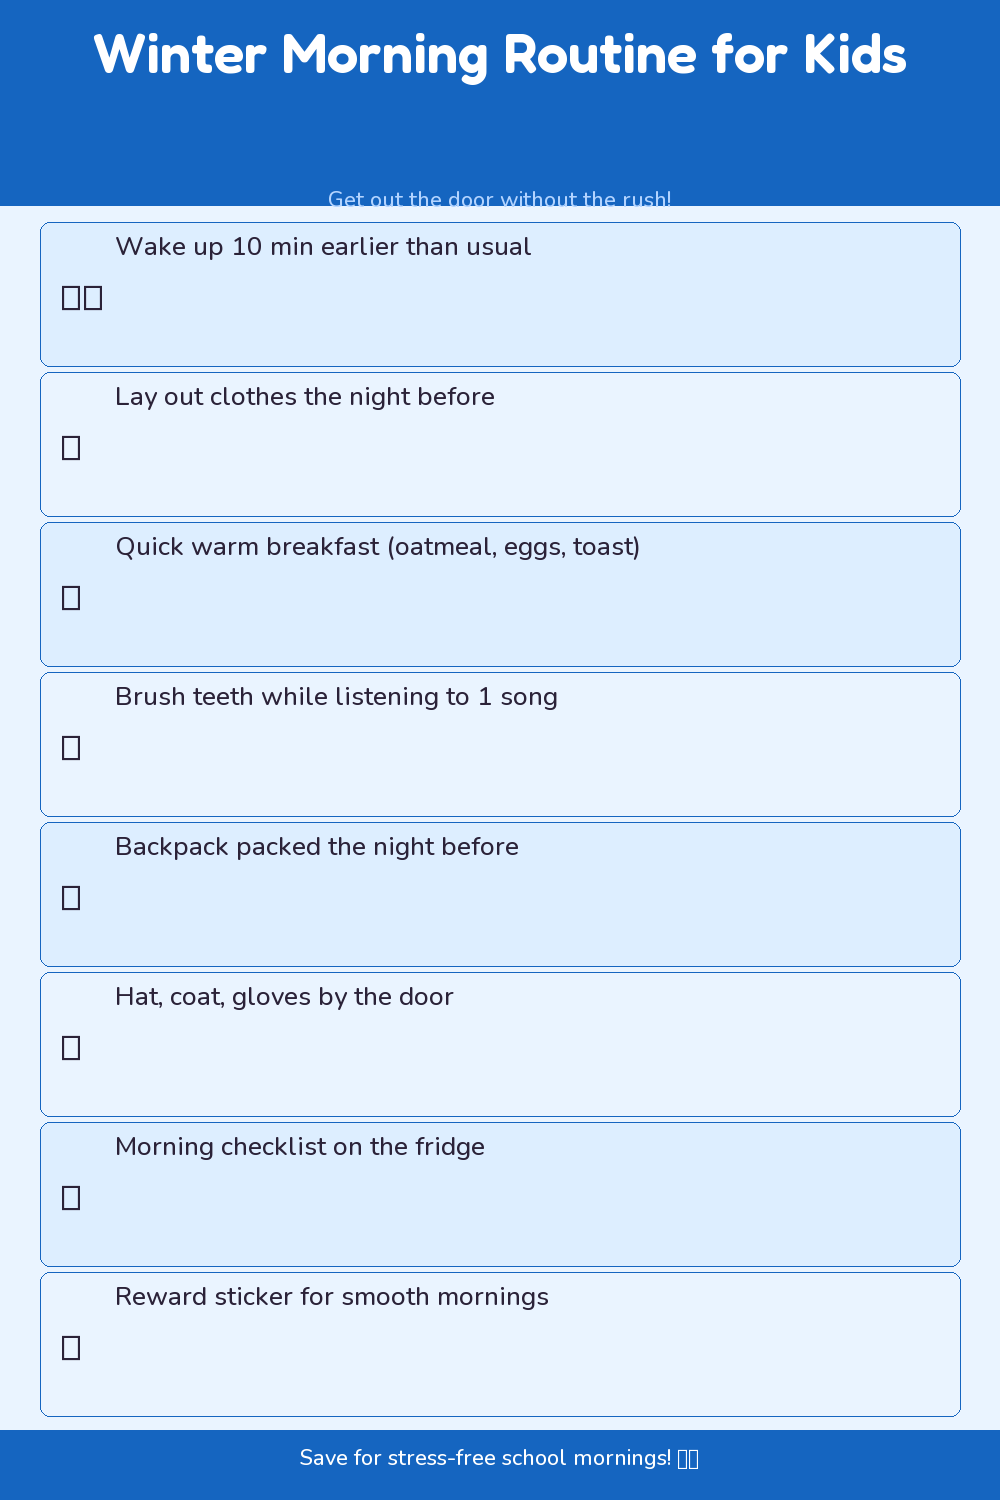 Winter Morning Routine for Kids
Get out the door without the rush!
Wake up 10 min earlier than usual
Lay out clothes the night before
Quick warm breakfast (oatmeal, eggs, toast)
Brush teeth while listening to 1 song
Backpack packed the night before
Hat, coat, gloves by the door
Morning checklist on the fridge
Reward sticker for smooth mornings
Save for stress-free school mornings!